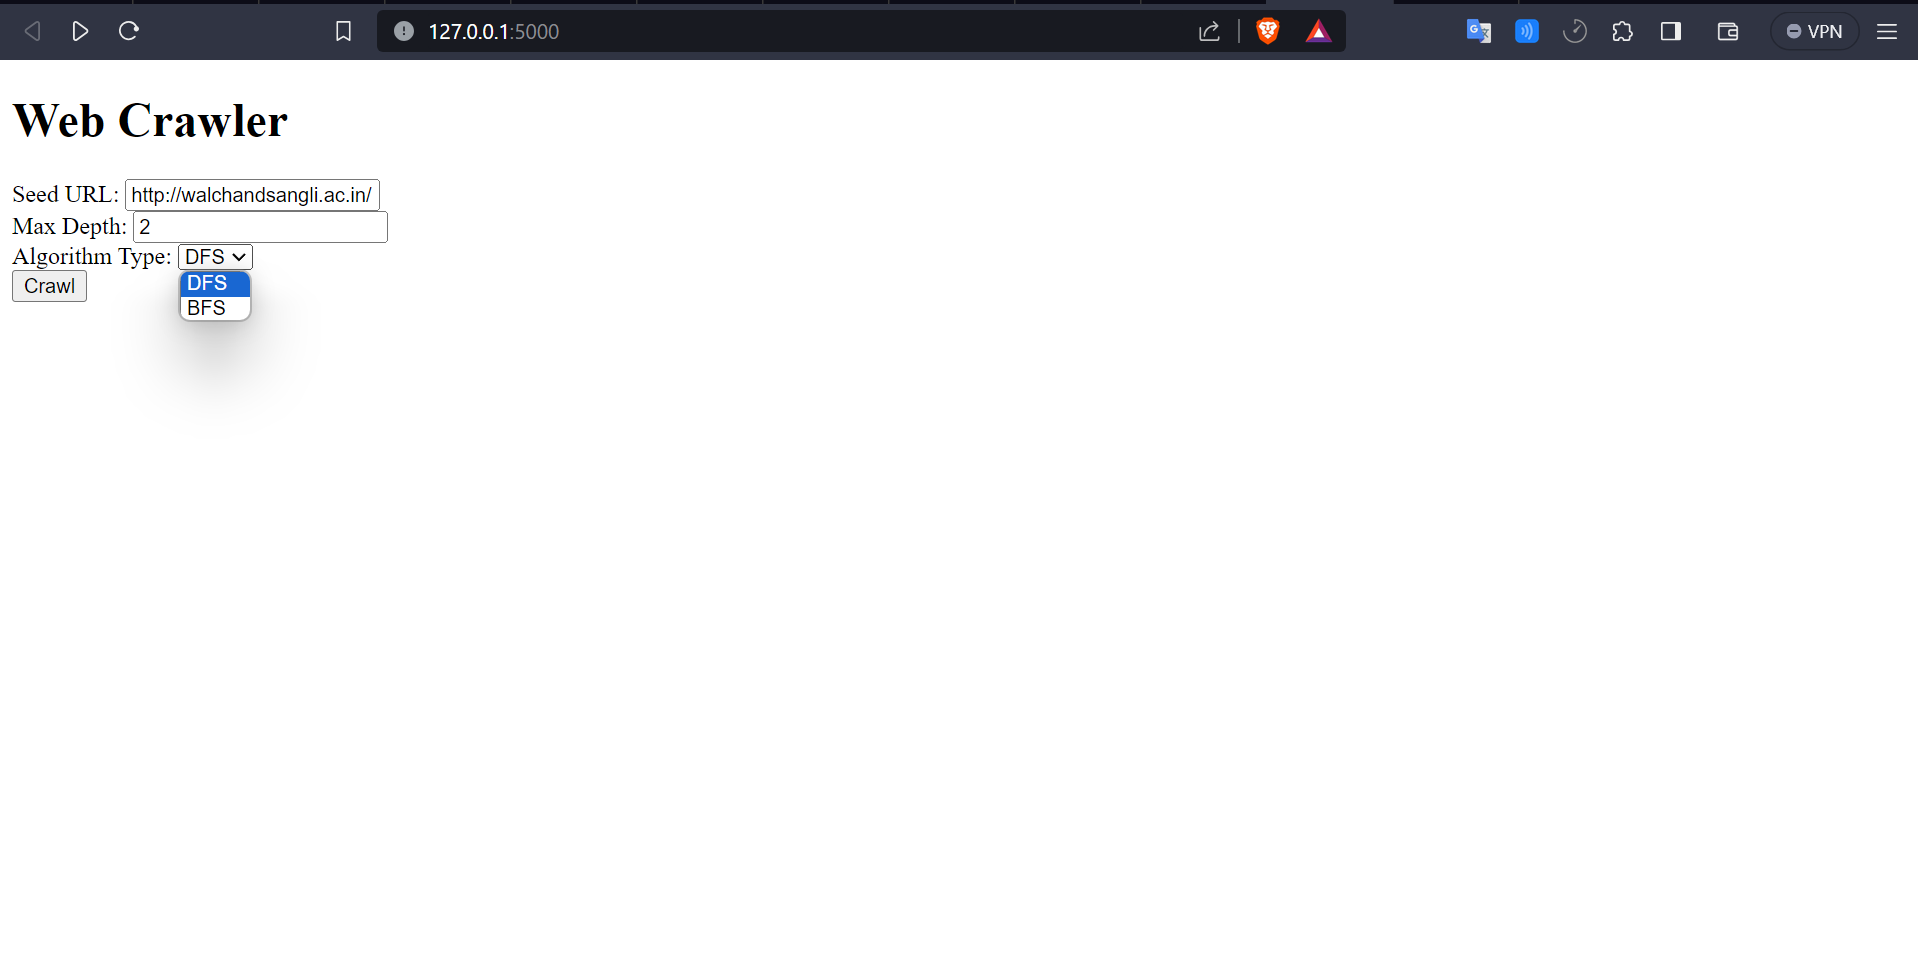 127.0.0.1:5000
VPN
Web Crawler
Seed URL: http://walchandsangli.ac.in/
Max Depth: 2
Algorithm Type: DFS
DFS
Crawl
BFS